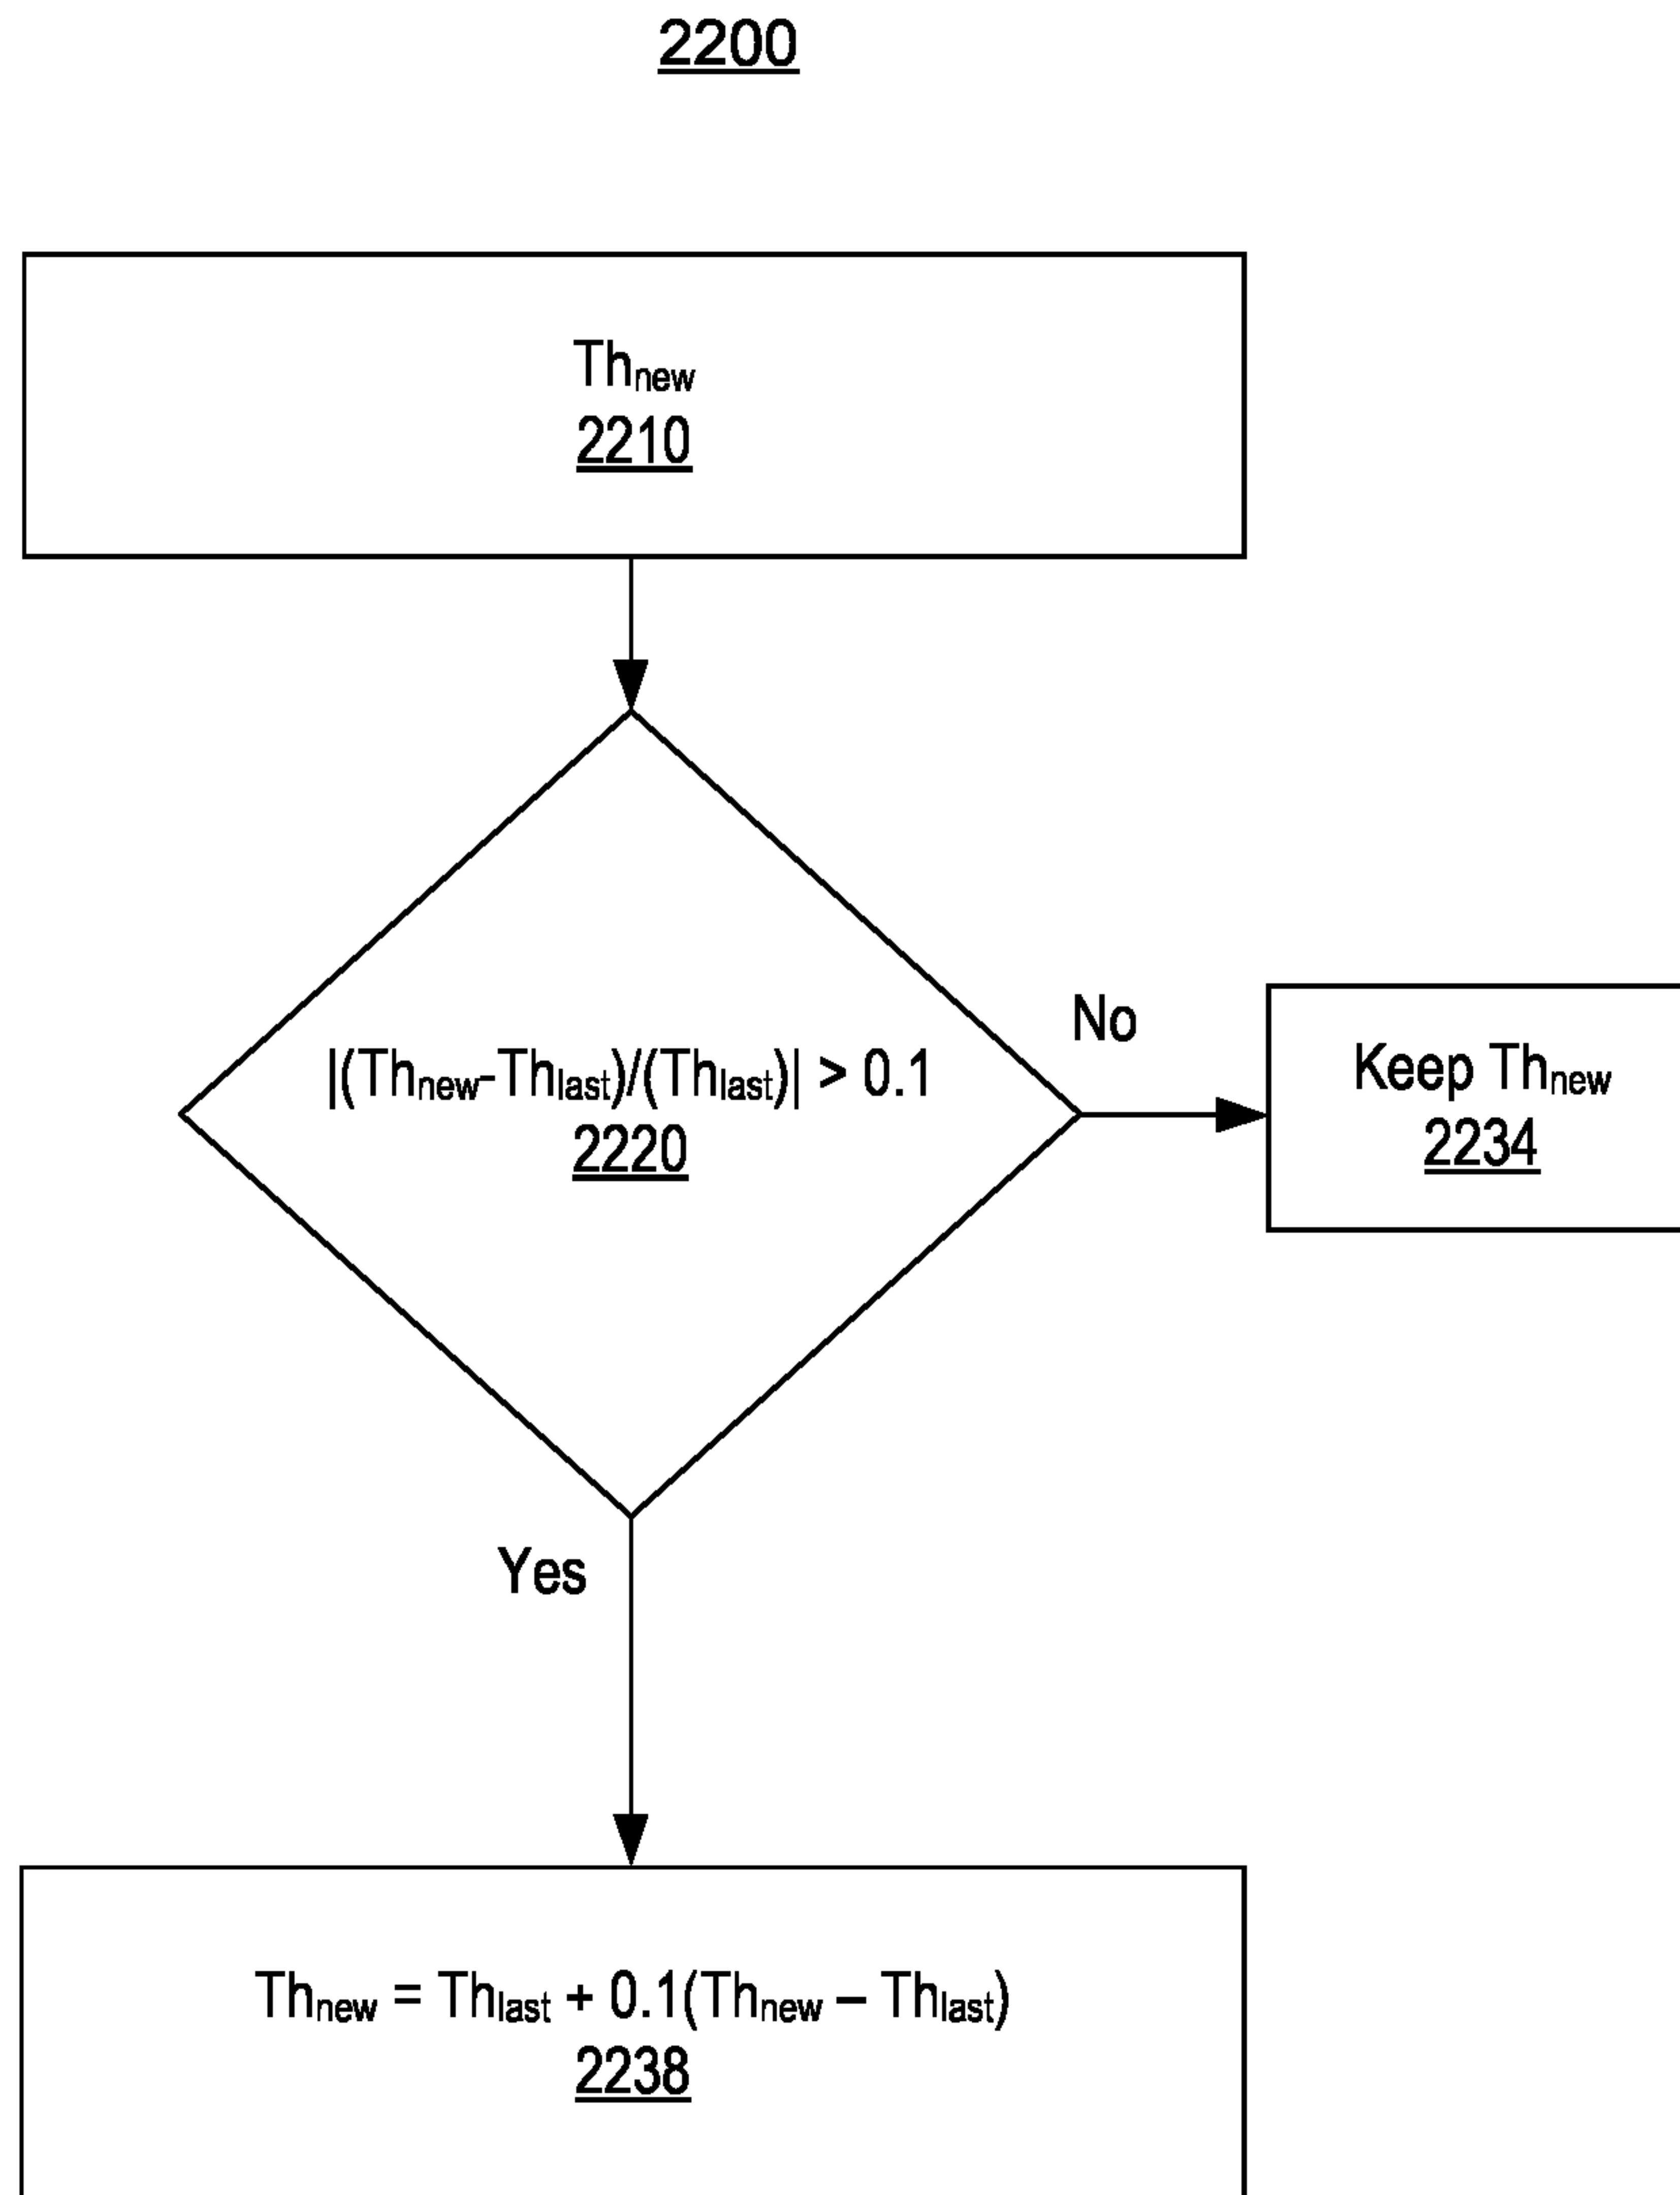 2200
Thnew
2210
|(Thnew-Thlast)/(Thlast)| > 0.1
2220
No
Keep Thnew
2234
Yes
Thnew = Thlast + 0.1(Thnew – Thlast)
2238